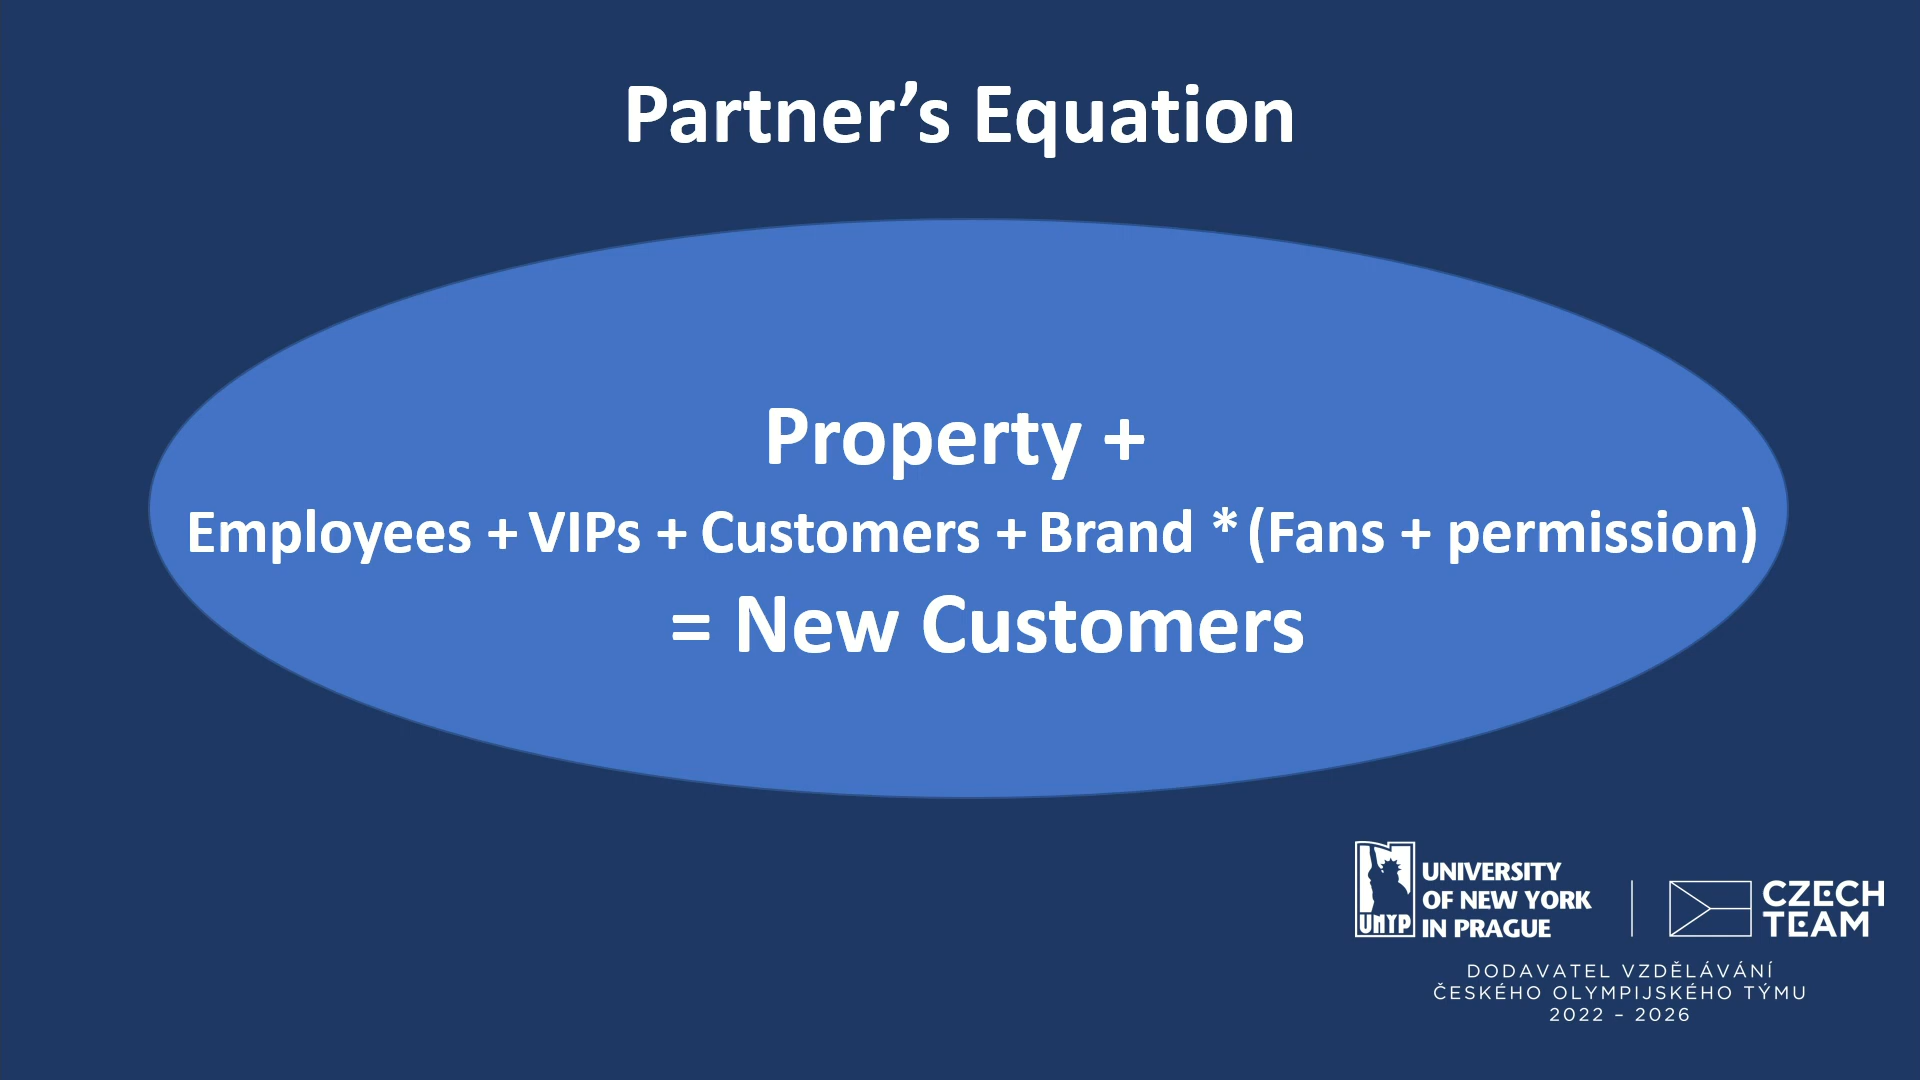 Partner’s Equation
Property +
Employees + VIPs + Customers + Brand * (Fans + permission)
= New Customers
UNYP
UNIVERSITY
OF NEW YORK
IN PRAGUE
CZECH
TEAM
DODAVATEL VZDĚLÁVÁNÍ
ČESKÉHO OLYMPIJSKÉHO TÝMU
2022 – 2026